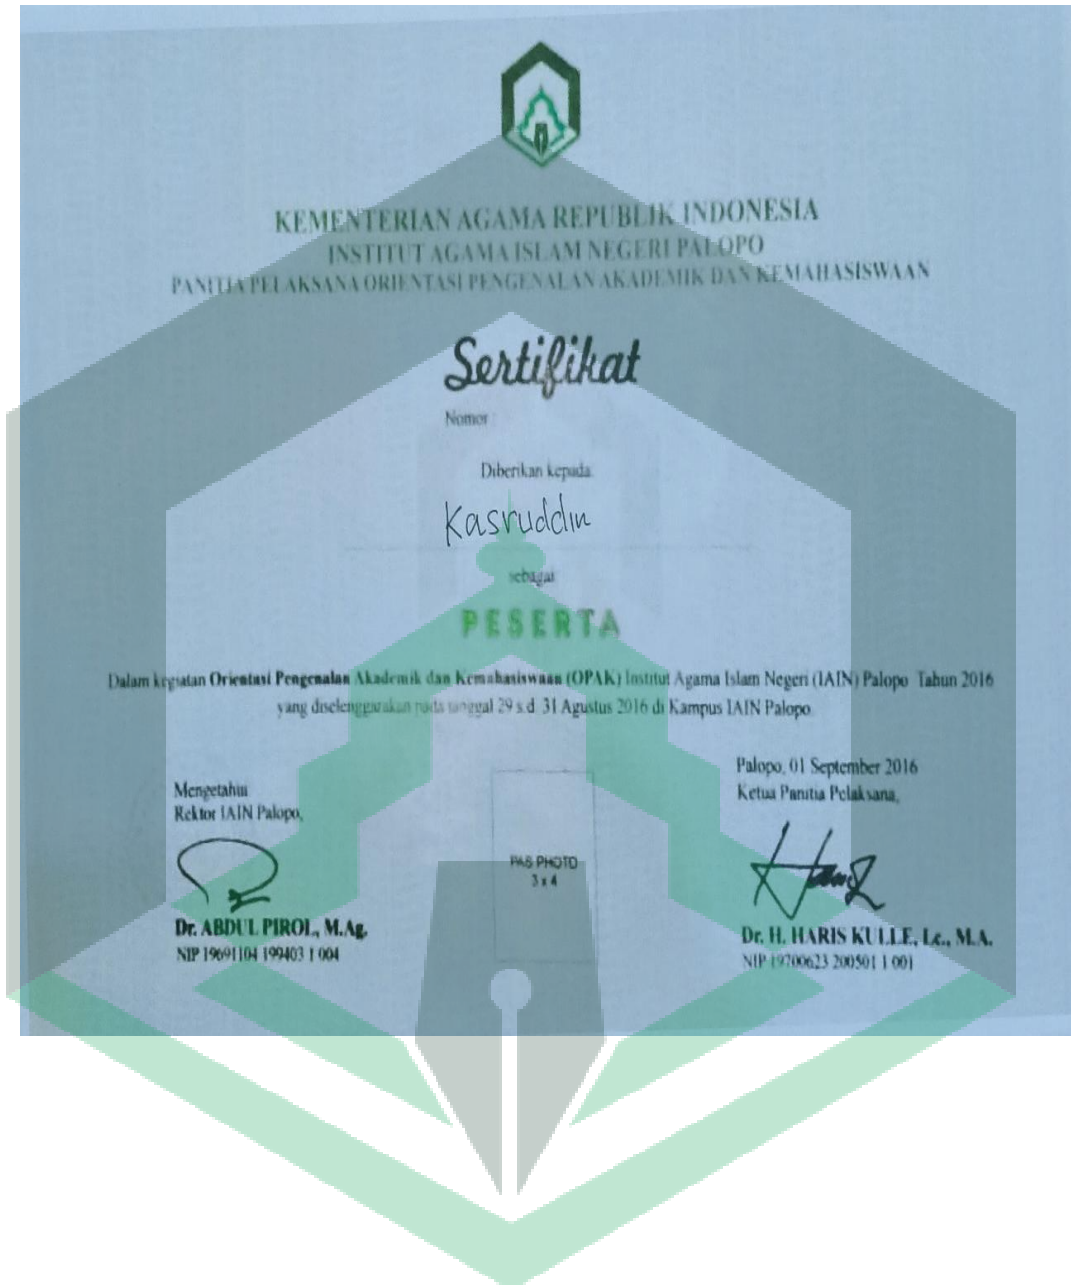 KEMENTERIAN AGAMA REPUBLIK INDONESIA
INSTITUT AGAMA ISLAM NEGERI PALOPO
PANITIA PELAKSANA ORIENTASI PENGENALAN AKADEMIK DAN KEMAHASISWAAN
Sertifikat
Nomor :
Diberikan kepada:
Kasruddin
sebagai
PESERTA
Dalam kegiatan Orientasi Pengenalan Akademik dan Kemahasiswaan (OPAK) Institut Agama Islam Negeri (IAIN) Palopo Tahun 2016
yang diselenggarakan pada tanggal 29 s.d. 31 Agustus 2016 di Kampus IAIN Palopo
Palopo, 01 September 2016
Mengetahui
Ketua Panitia Pelaksana,
Rektor IAIN Palopo,
PAS PHOTO
3 x 4
Dr. ABDUL PIROL, M.Ag.
Dr. H. HARIS KULLE, Lc., M.A.
NIP 19691104 199403 1 004
NIP 19700623 200501 1 001